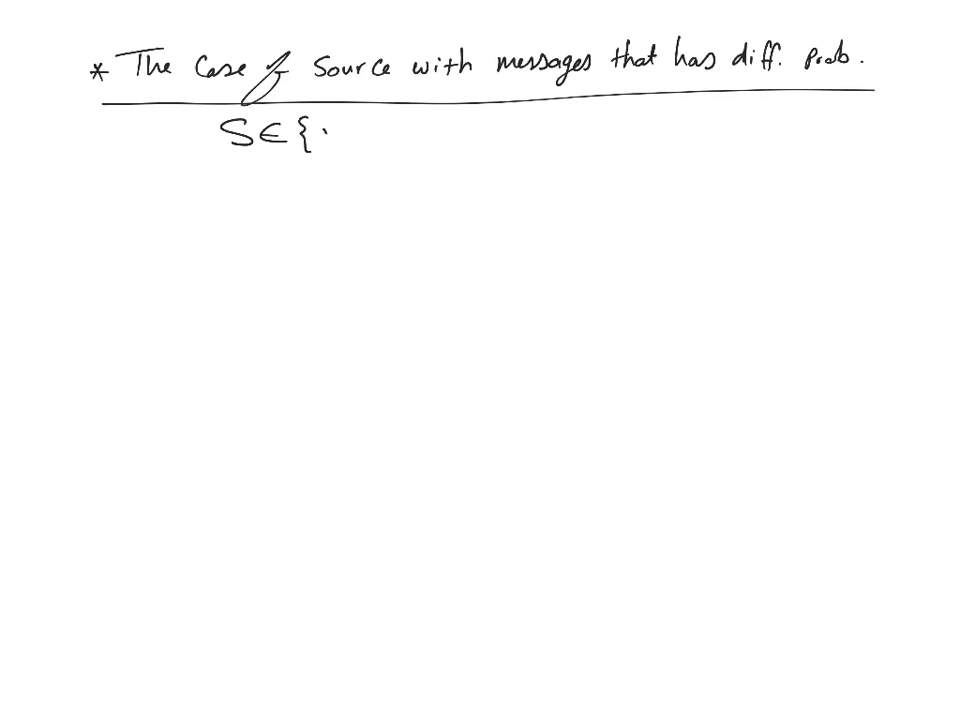 * The Case of Source with messages that has diff. Prob.
S ∈ {